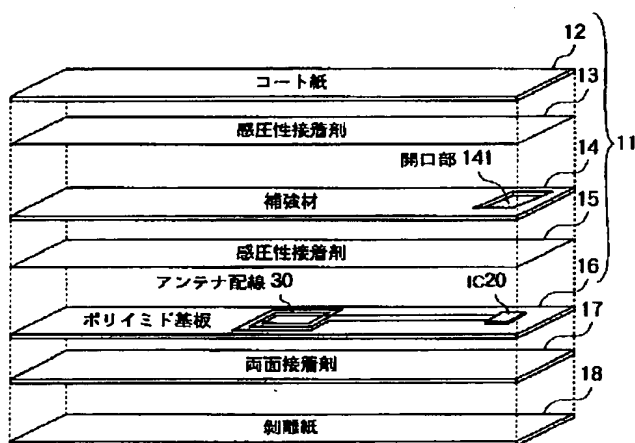 12
コート紙
13
感圧性接着剤
11
14
開口部 141
補強材
15
感圧性接着剤
16
アンテナ配線 30
IC20
ポリイミド基板
17
両面接着剤
18
剝離紙